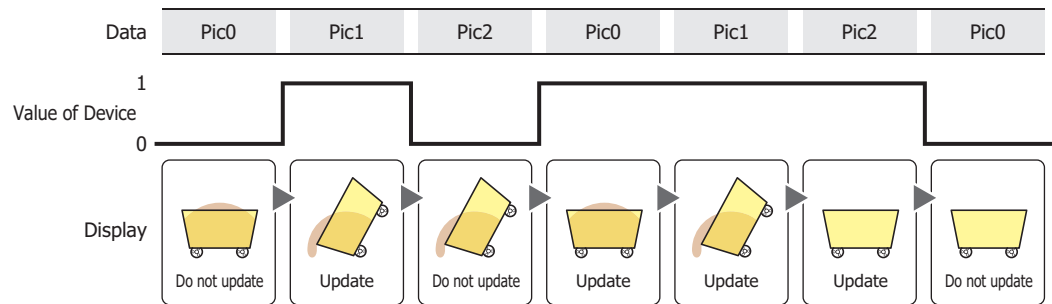 Data Pic0 Pic1 Pic2 Pic0 Pic1 Pic2 Pic0
1
Value of Device
0
Display
Do not update Update Do not update Update Update Update Do not update